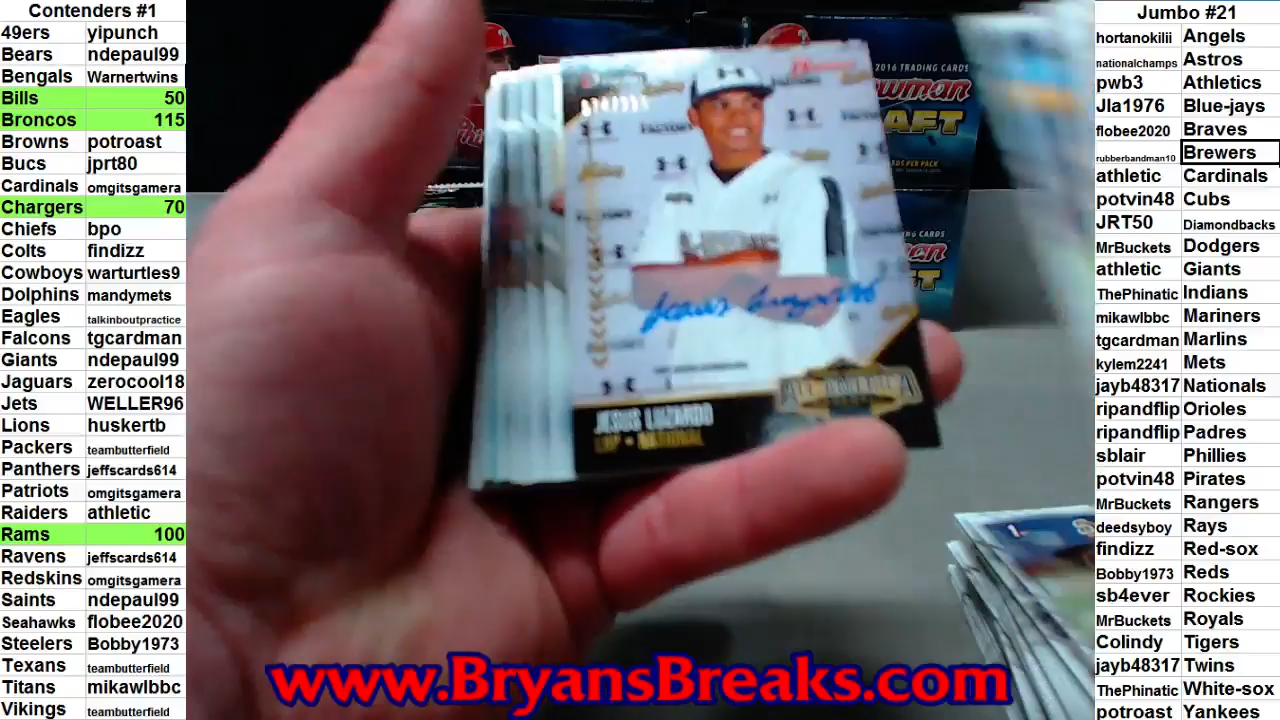 Contenders #1
49ers yipunch
Bears ndepaul99
Bengals Warnertwins
Bills 50
Broncos 115
Browns potroast
Bucs jprt80
Cardinals omgitsgamera
Chargers 70
Chiefs bpo
Colts findizz
Cowboys warturtles9
Dolphins mandymets
Eagles talkinboutpractice
Falcons tgcardman
Giants ndepaul99
Jaguars zerocool18
Jets WELLER96
Lions huskertb
Packers teambutterfield
Panthers jeffscards614
Patriots omgitsgamera
Raiders athletic
Rams 100
Ravens jeffscards614
Redskins omgitsgamera
Saints ndepaul99
Seahawks flobee2020
Steelers Bobby1973
Texans teambutterfield
Titans mikawlbbc
Vikings teambutterfield
2016 TRADING CARDS
JESUS LUZARDO
LHP • NATIONAL
www.BryansBreaks.com
Jumbo #21
hortanokilii Angels
nationalchamps Astros
pwb3 Athletics
Jla1976 Blue-jays
flobee2020 Braves
rubberbandman10 Brewers
athletic Cardinals
potvin48 Cubs
JRT50 Diamondbacks
MrBuckets Dodgers
athletic Giants
ThePhinatic Indians
mikawlbbc Mariners
tgcardman Marlins
kylem2241 Mets
jayb48317 Nationals
ripandflip Orioles
ripandflip Padres
sblair Phillies
potvin48 Pirates
MrBuckets Rangers
deedsyboy Rays
findizz Red-sox
Bobby1973 Reds
sb4ever Rockies
MrBuckets Royals
Colindy Tigers
jayb48317 Twins
ThePhinatic White-sox
potroast Yankees